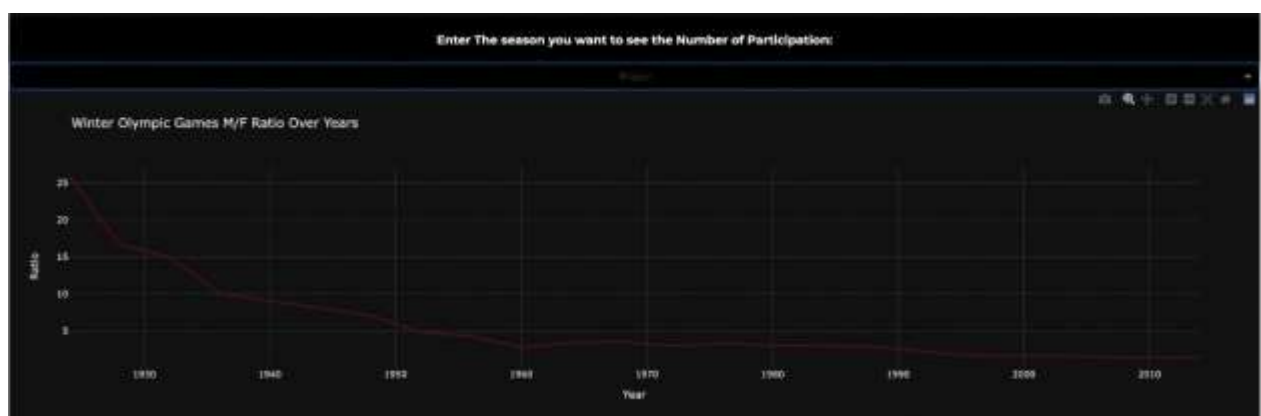 Enter The season you want to see the Number of Participation:
Winter Olympic Games M/F Ratio Over Years
25
20
15
10
5
Ratio
1930 1940 1950 1960 1970 1980 1990 2000 2010
Year